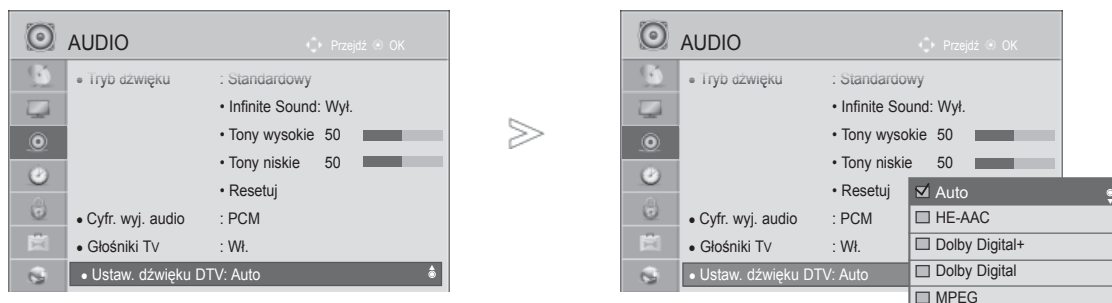 AUDIO
Przejdź OK
• Tryb dźwięku : Standardowy
• Infinite Sound: Wył.
• Tony wysokie 50
• Tony niskie 50
• Resetuj
• Cyfr. wyj. audio : PCM
• Głośniki TV : Wł.
• Ustaw. dźwięku DTV: Auto
AUDIO
Przejdź OK
• Tryb dźwięku : Standardowy
• Infinite Sound: Wył.
• Tony wysokie 50
• Tony niskie 50
• Resetuj
• Cyfr. wyj. audio : PCM
• Głośniki TV : Wł.
• Ustaw. dźwięku DTV: Auto
Auto
HE-AAC
Dolby Digital+
Dolby Digital
MPEG